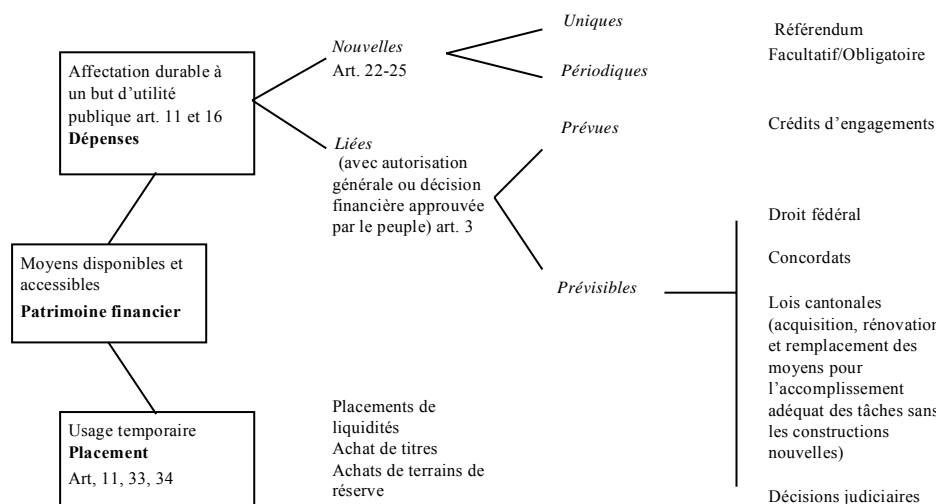 Uniques
Référendum
Facultatif/Obligatoire
Nouvelles
Art. 22-25
Périodiques
Affectation durable à
un but d’utilité
publique art. 11 et 16
Dépenses
Liées
(avec autorisation
générale ou décision
financière approuvée
par le peuple) art. 3
Prévues
Crédits d’engagements
Moyens disponibles et
accessibles
Patrimoine financier
Prévisibles
Droit fédéral
Concordats
Lois cantonales
(acquisition, rénovation
et remplacement des
moyens pour
l’accomplissement
adéquat des tâches sans
les constructions
nouvelles)
Décisions judiciaires
Usage temporaire
Placement
Art, 11, 33, 34
Placements de
liquidités
Achat de titres
Achats de terrains de
réserve